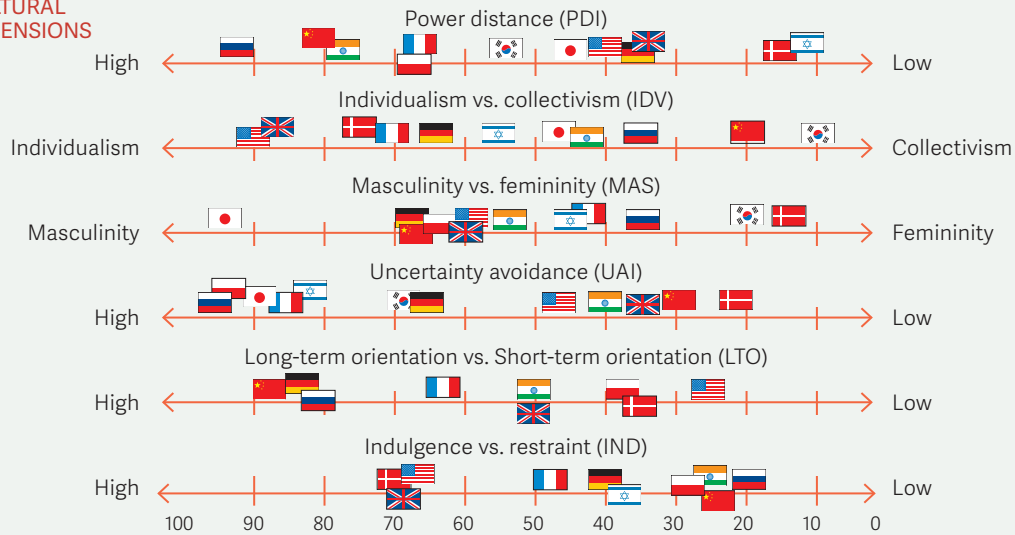 Power distance (PDI)
High Low
Individualism vs. collectivism (IDV)
Individualism Collectivism
Masculinity vs. femininity (MAS)
Masculinity Femininity
Uncertainty avoidance (UAI)
High Low
Long-term orientation vs. Short-term orientation (LTO)
High Low
Indulgence vs. restraint (IND)
High Low
100 90 80 70 60 50 40 30 20 10 0